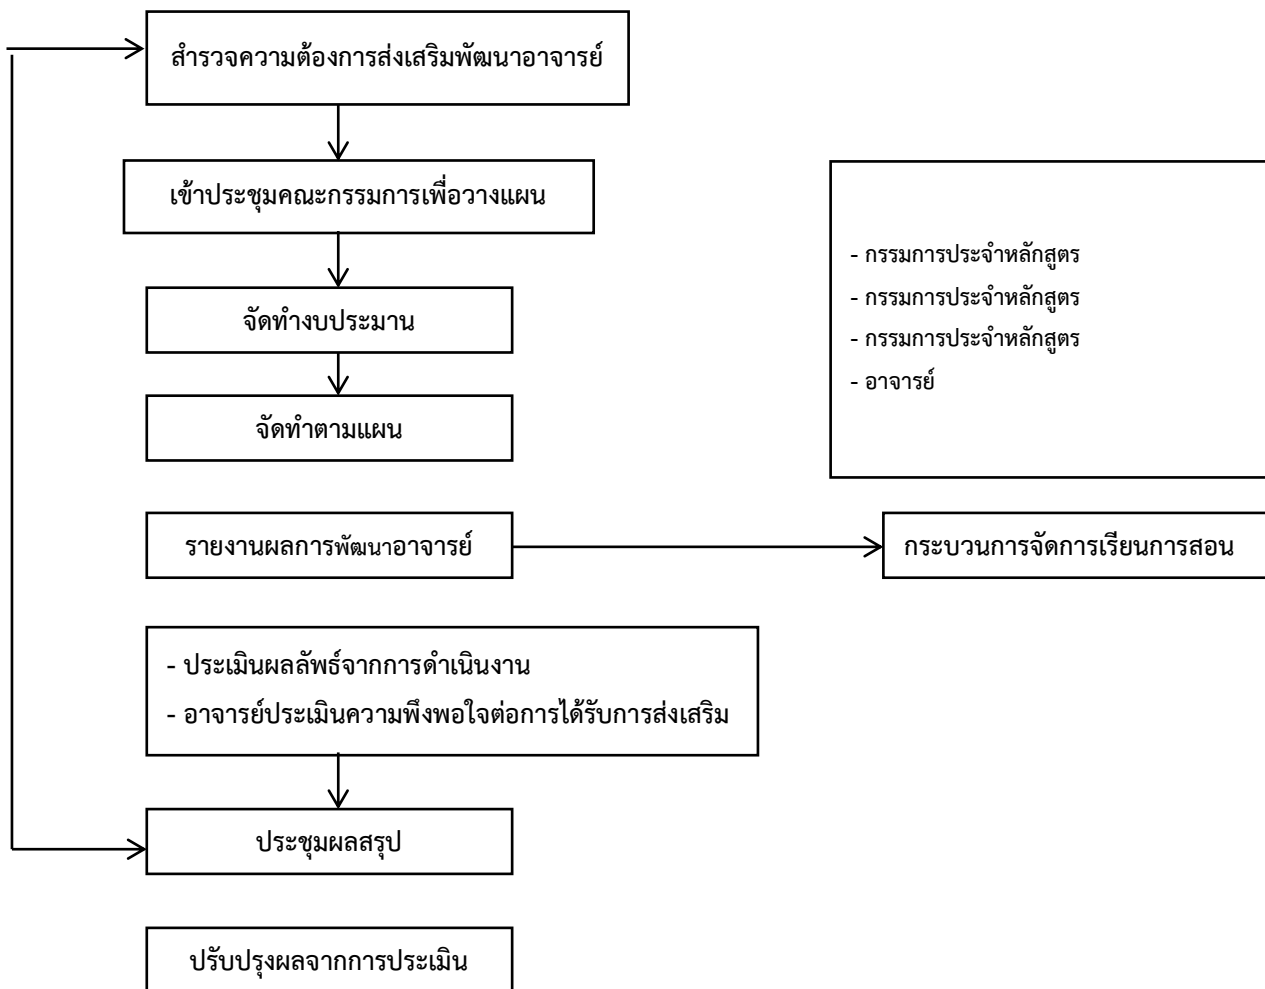 สำรวจความต้องการส่งเสริมพัฒนาอาจารย์
เข้าประชุมคณะกรรมการเพื่อวางแผน
- กรรมการประจำหลักสูตร
- กรรมการประจำหลักสูตร
- กรรมการประจำหลักสูตร
- อาจารย์
จัดทำงบประมาน
จัดทำตามแผน
รายงานผลการพัฒนาอาจารย์
กระบวนการจัดการเรียนการสอน
- ประเมินผลลัพธ์จากการดำเนินงาน
- อาจารย์ประเมินความพึงพอใจต่อการได้รับการส่งเสริม
ประชุมผลสรุป
ปรับปรุงผลจากการประเมิน